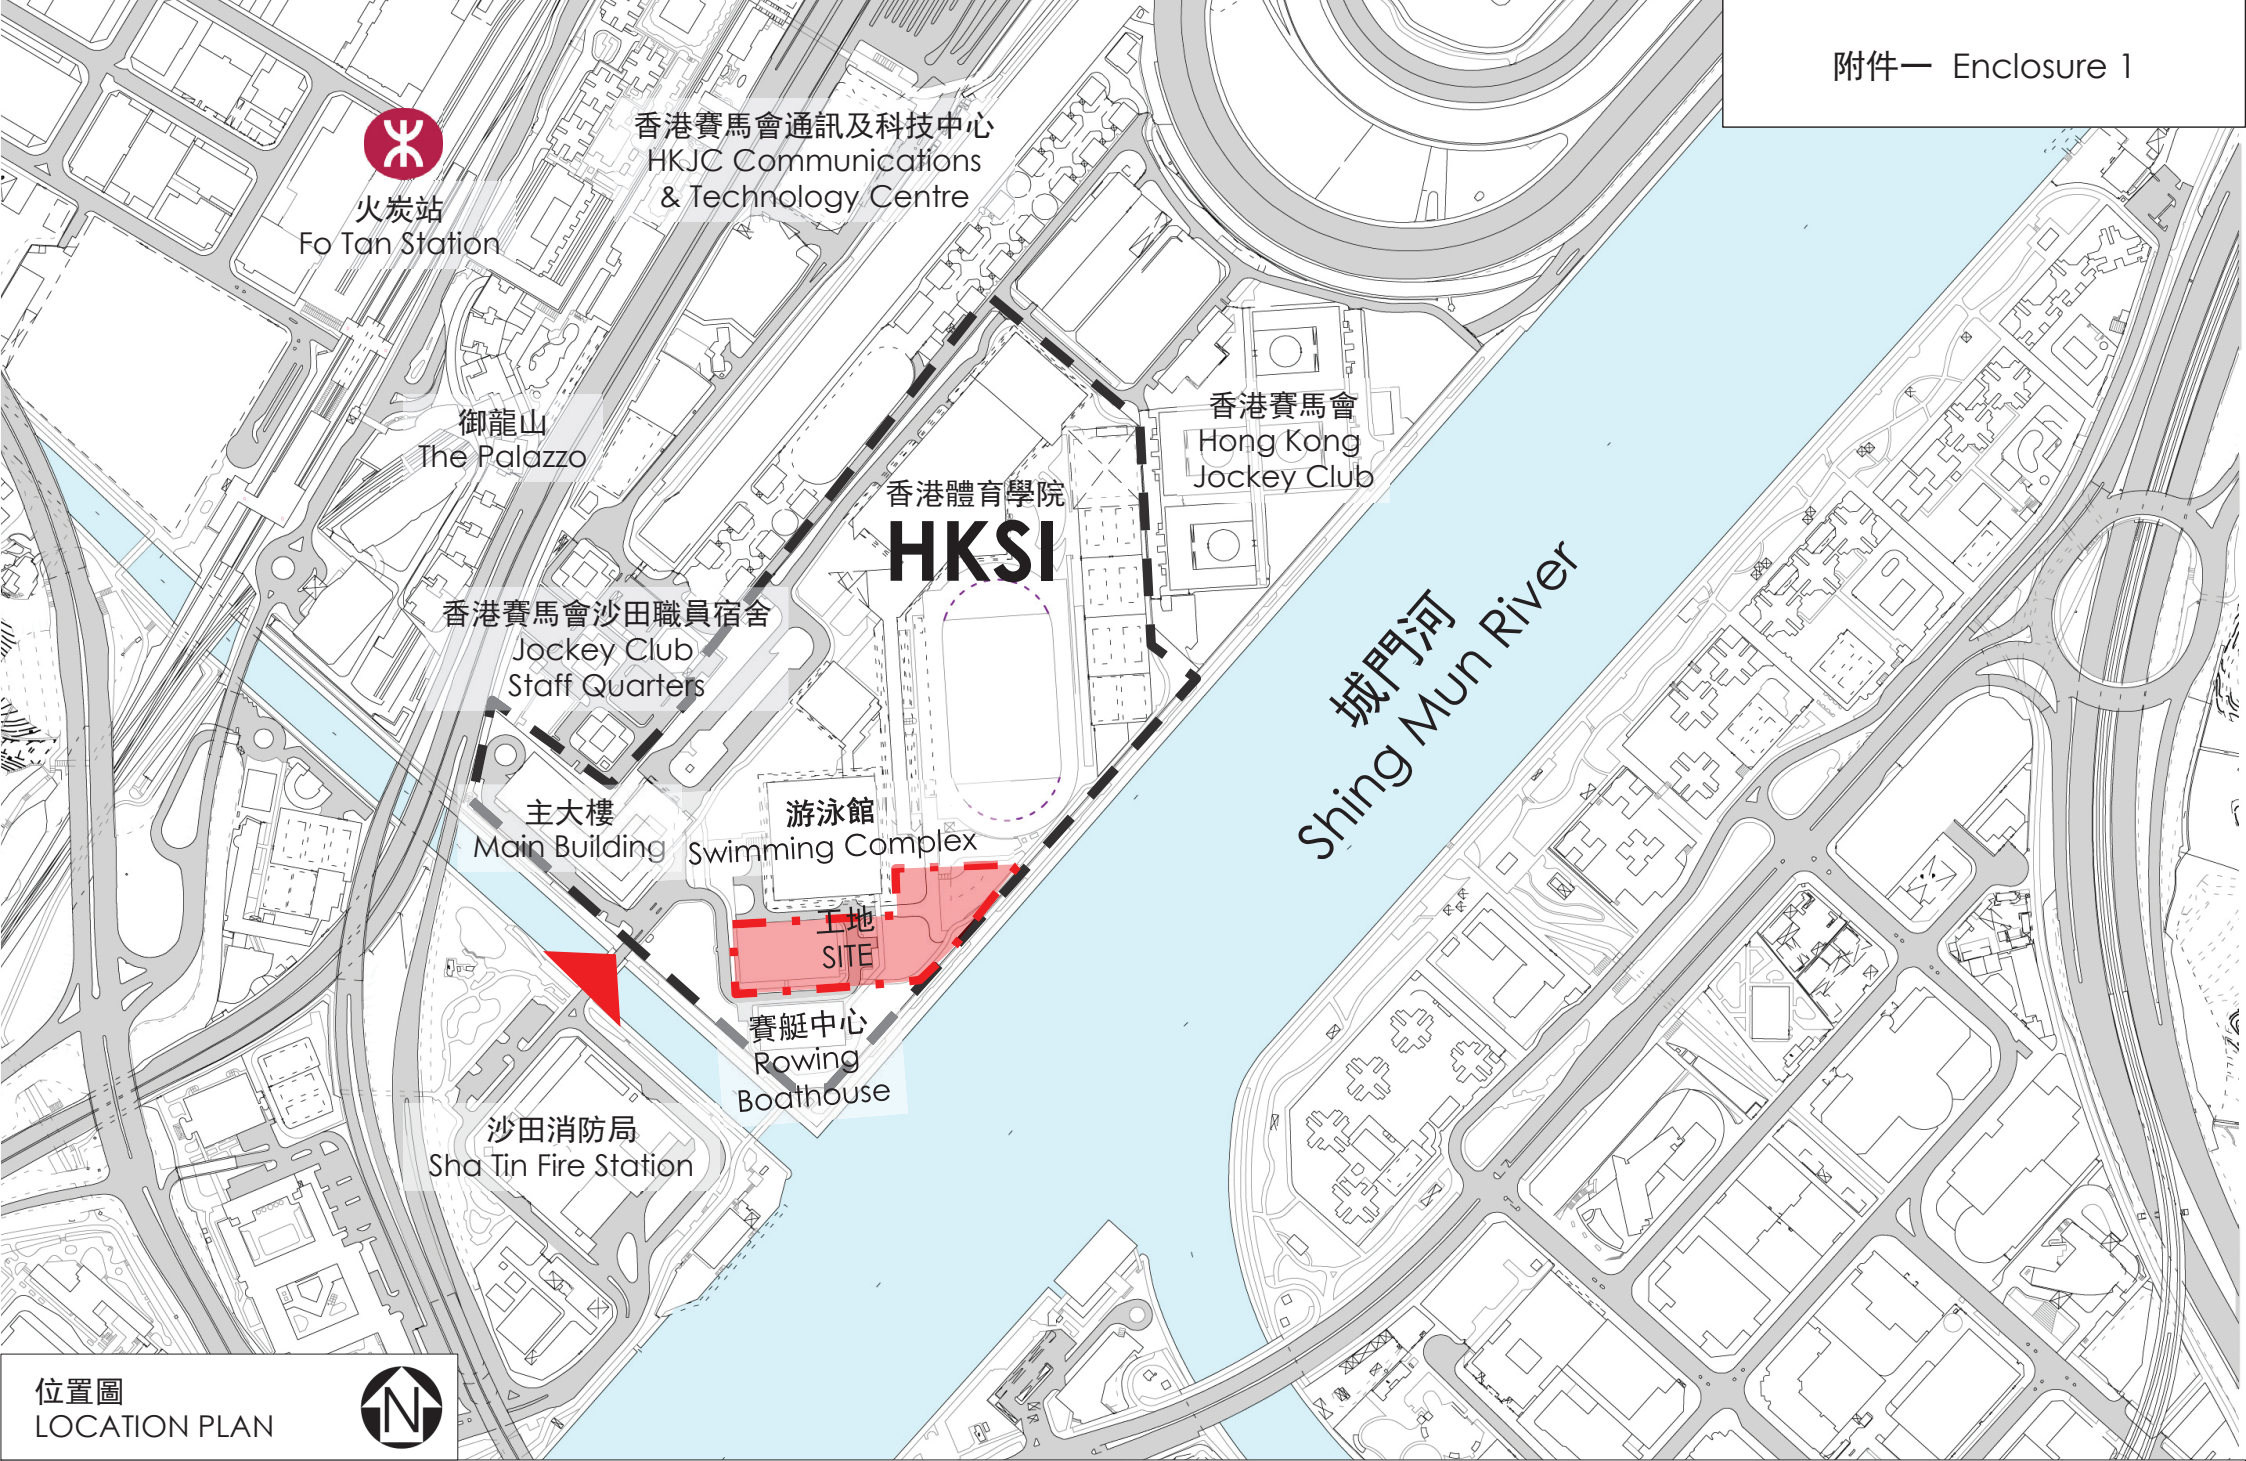 附件一 Enclosure 1
香港賽馬會通訊及科技中心
HKJC Communications
& Technology Centre
火炭站
Fo Tan Station
御龍山
The Palazzo
香港賽馬會
Hong Kong
Jockey Club
香港體育學院
HKSI
香港賽馬會沙田職員宿舍
Jockey Club
Staff Quarters
城門河
Shing Mun River
主大樓
Main Building
游泳館
Swimming Complex
工地
SITE
賽艇中心
Rowing
Boathouse
沙田消防局
Sha Tin Fire Station
位置圖
LOCATION PLAN
N